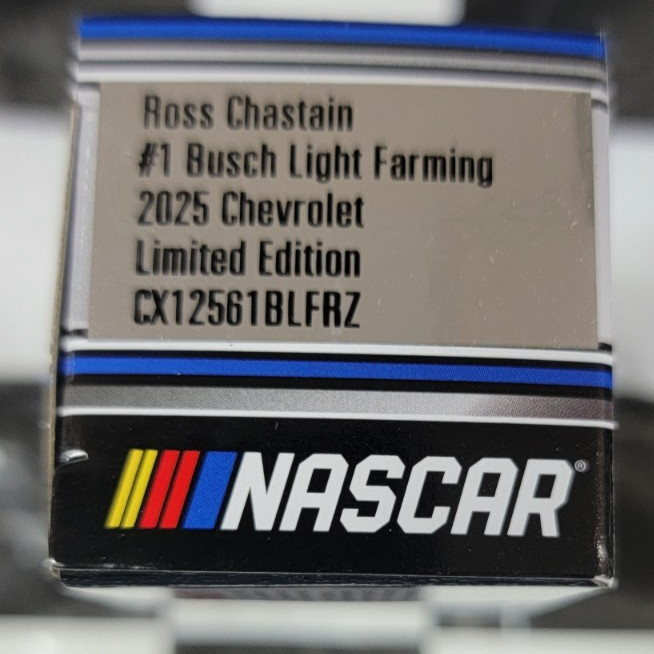 Ross Chastain
#1 Busch Light Farming
2025 Chevrolet
Limited Edition
CX12561BLFRZ
NASCAR®